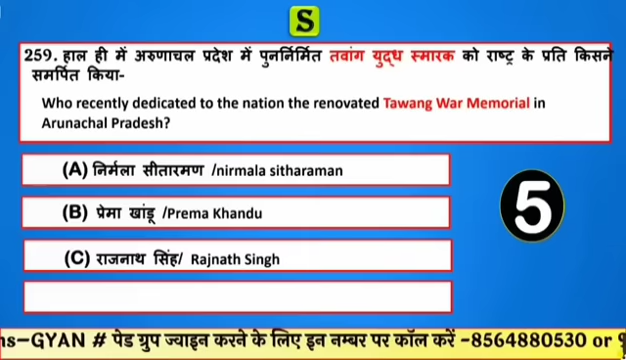 S
259. हाल ही में अरुणाचल प्रदेश में पुनर्निर्मित तवांग युद्ध स्मारक को राष्ट्र के प्रति किसने
समर्पित किया-
Who recently dedicated to the nation the renovated Tawang War Memorial in
Arunachal Pradesh?
(A) निर्मला सीतारमण /nirmala sitharaman
(B) प्रेमा खांडू /Prema Khandu
5
(C) राजनाथ सिंह/ Rajnath Singh
-GYAN # पेड ग्रुप ज्वाइन करने के लिए इन नम्बर पर कॉल करें -8564880530 or